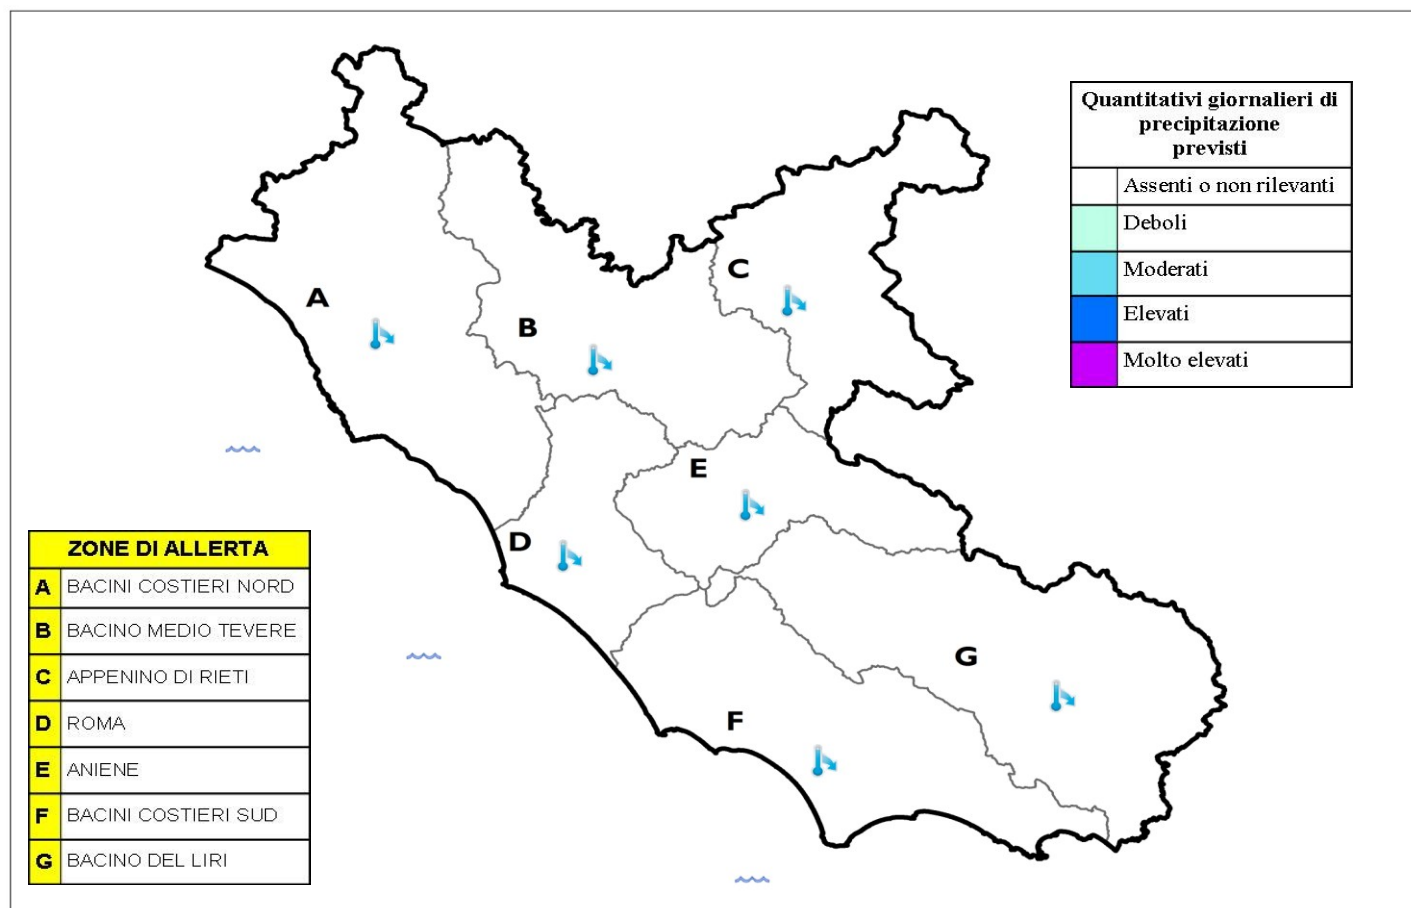 Quantitativi giornalieri di
precipitazione
previsti
Assenti o non rilevanti
Deboli
Moderati
Elevati
Molto elevati
A
B
C
D
E
F
G
ZONE DI ALLERTA
A BACINI COSTIERI NORD
B BACINO MEDIO TEVERE
C APPENINO DI RIETI
D ROMA
E ANIENE
F BACINI COSTIERI SUD
G BACINO DEL LIRI